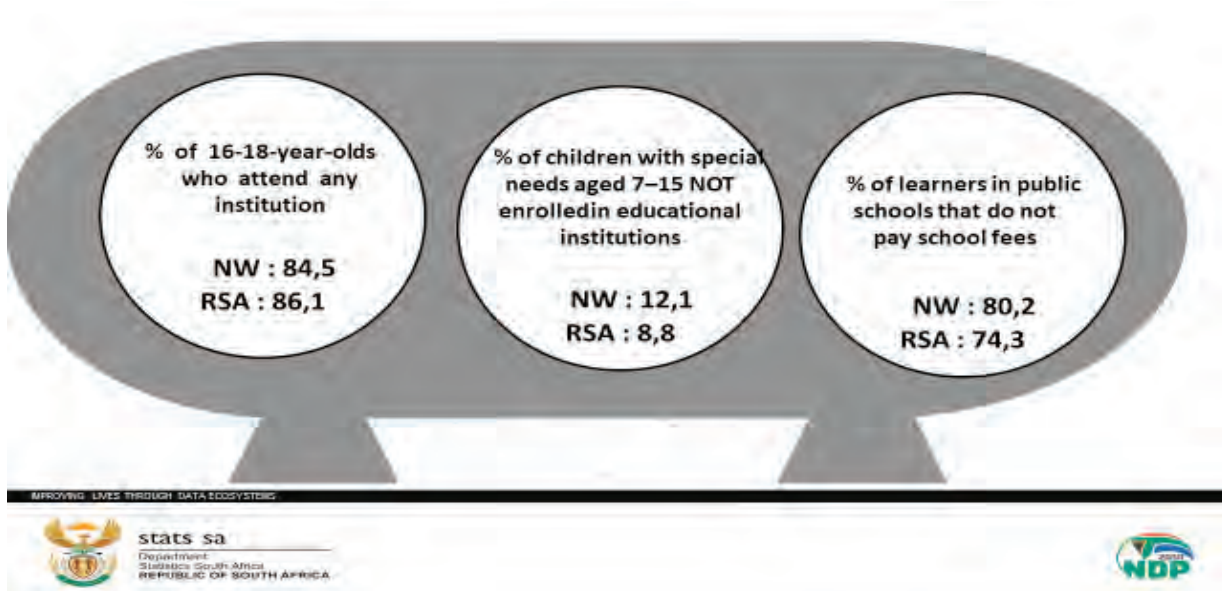 % of 16-18-year-olds
who attend any
institution
NW : 84,5
RSA : 86,1
% of children with special
needs aged 7–15 NOT
enrolledin educational
institutions
NW : 12,1
RSA : 8,8
% of learners in public
schools that do not
pay school fees
NW : 80,2
RSA : 74,3
IMPROVING LIVES THROUGH DATA ECOSYSTEMS
stats sa
Department:
Statistics South Africa
REPUBLIC OF SOUTH AFRICA
NDP